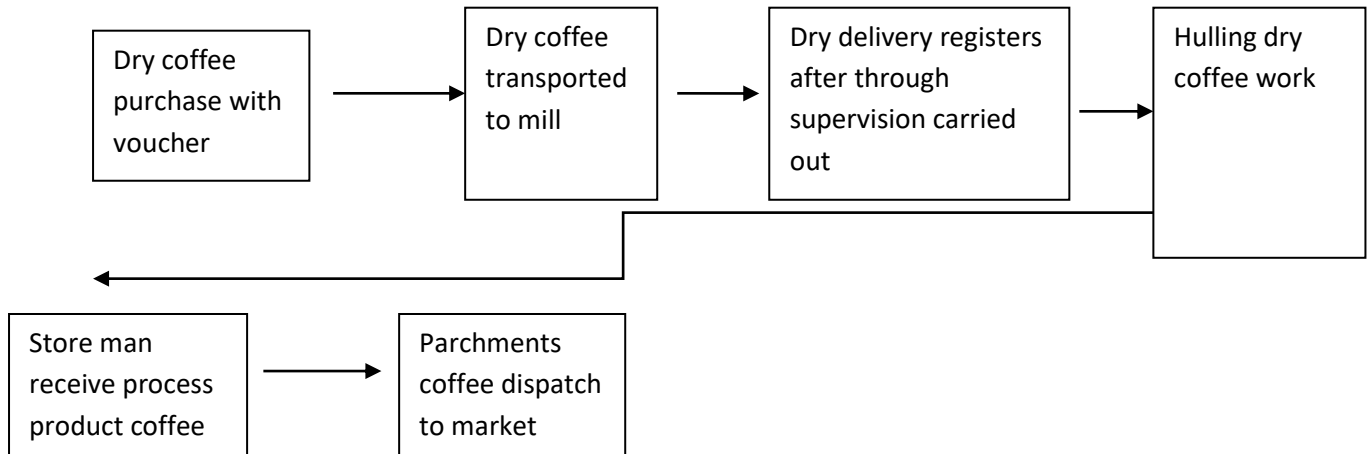 Dry coffee
purchase with
voucher
Dry coffee
transported
to mill
Dry delivery registers
after through
supervision carried
out
Hulling dry
coffee work
Store man
receive process
product coffee
Parchments
coffee dispatch
to market